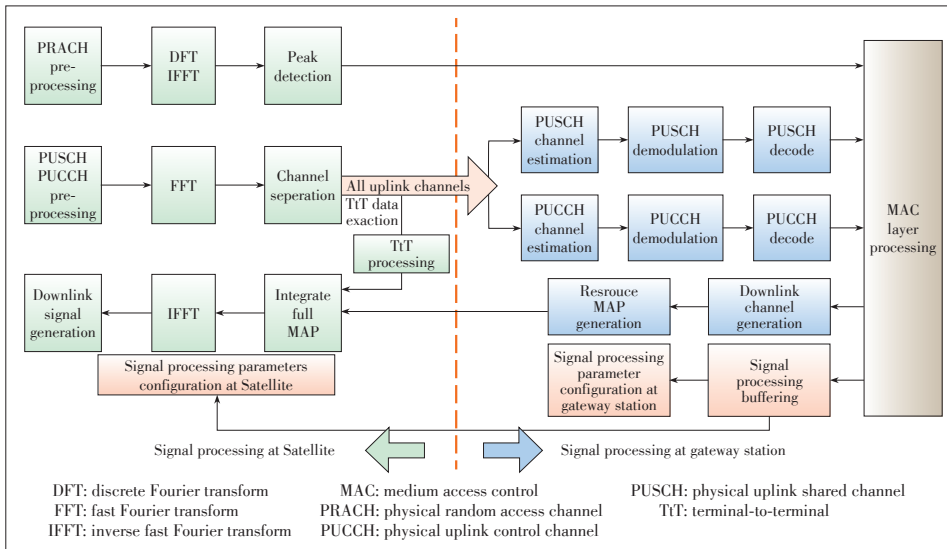 PRACH
pre-
processing
DFT
IFFT
Peak
detection
PUSCH
PUCCH
pre-
processing
FFT
Channel
seperation
All uplink channels
TtT data
exaction
TtT
processing
PUSCH
channel
estimation
PUSCH
demodulation
PUSCH
decode
PUCCH
channel
estimation
PUCCH
demodulation
PUCCH
decode
MAC
layer
processing
Downlink
signal
generation
IFFT
Integrate
full
MAP
Resrouce
MAP
generation
Downlink
channel
generation
Signal processing parameters
configuration at Satellite
Signal processing
parameter
configuration at
gateway station
Signal
processing
buffering
Signal processing at Satellite
Signal processing at gateway station
DFT: discrete Fourier transform
FFT: fast Fourier transform
IFFT: inverse fast Fourier transform
MAC: medium access control
PRACH: physical random access channel
PUCCH: physical uplink control channel
PUSCH: physical uplink shared channel
TtT: terminal-to-terminal